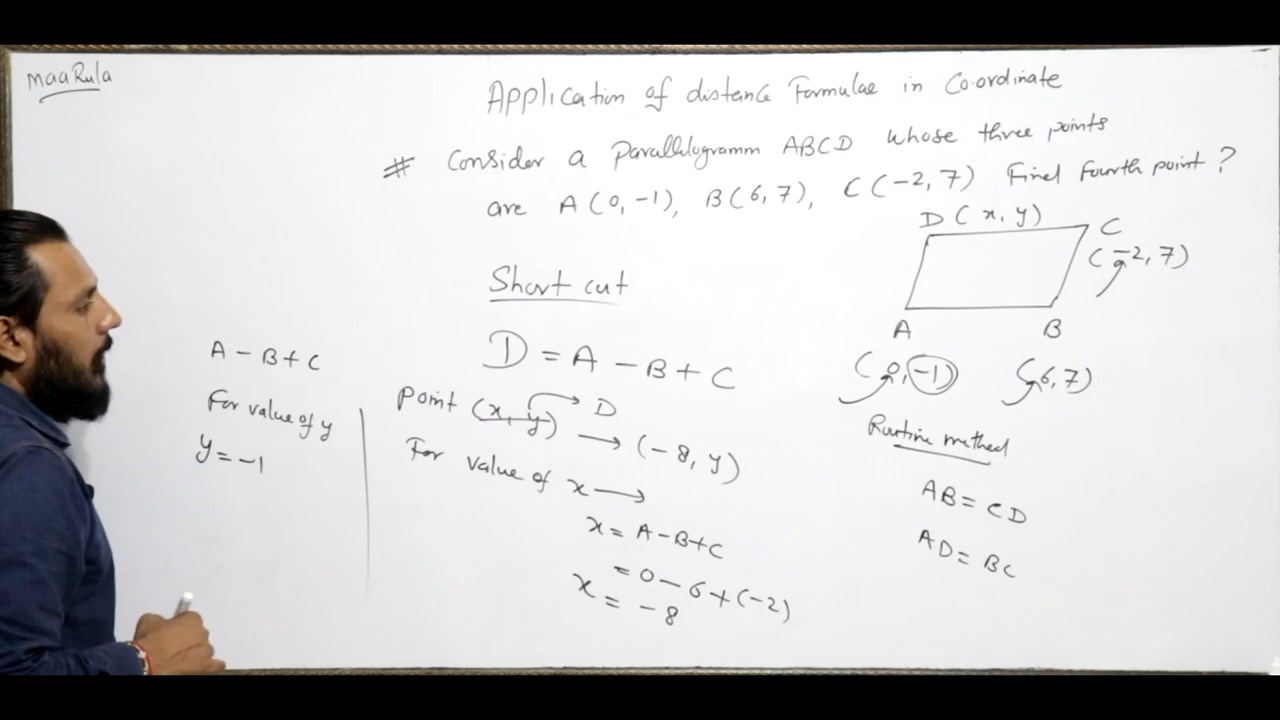 MaaRula
Application of distance Formulae in Co-ordinate
# Consider a Parallilogramm ABCD whose three points
are A (0, -1), B (6, 7), C (-2, 7) Find Fourth point ?
D (x, y)
C
(-2, 7)
A
B
(0, -1)
(6, 7)
Short cut
D = A - B + C
Point (x, y) → D
→ (-8, y)
For value of x →
x = A - B + C
= 0 - 6 + (-2)
x = -8
A - B + C
For value of y
y = -1
Routine method
AB = CD
AD = BC